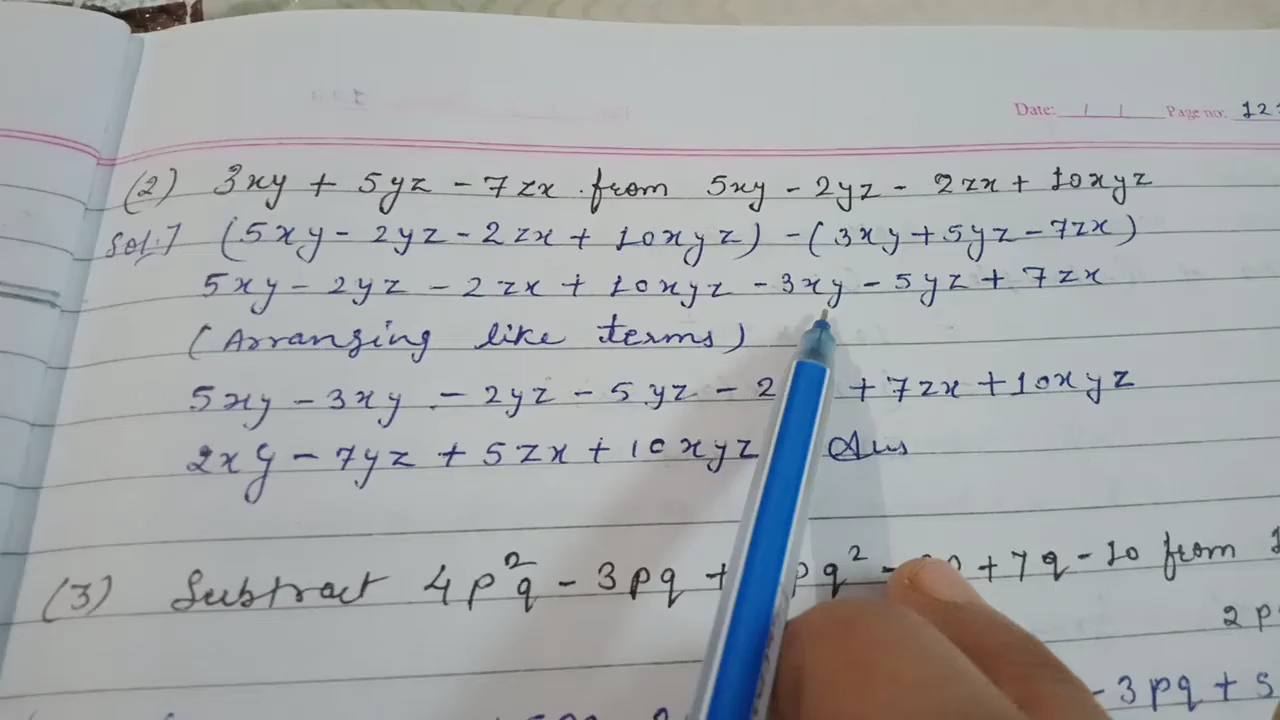 Date: / / Page no: 12
(2) 3xy + 5yz - 7zx from 5xy - 2yz - 2zx + 10xyz
Sol.7 (5xy - 2yz - 2zx + 10xyz) - (3xy + 5yz - 7zx)
5xy - 2yz - 2zx + 10xyz - 3xy - 5yz + 7zx
(Arranging like terms)
5xy - 3xy - 2yz - 5yz - 2 + 7zx + 10xyz
2xy - 7yz + 5zx + 10xyz Ans
(3) Subtract 4p²q - 3pq + pq² - + 7q - 10 from
2p
- 3pq + 5